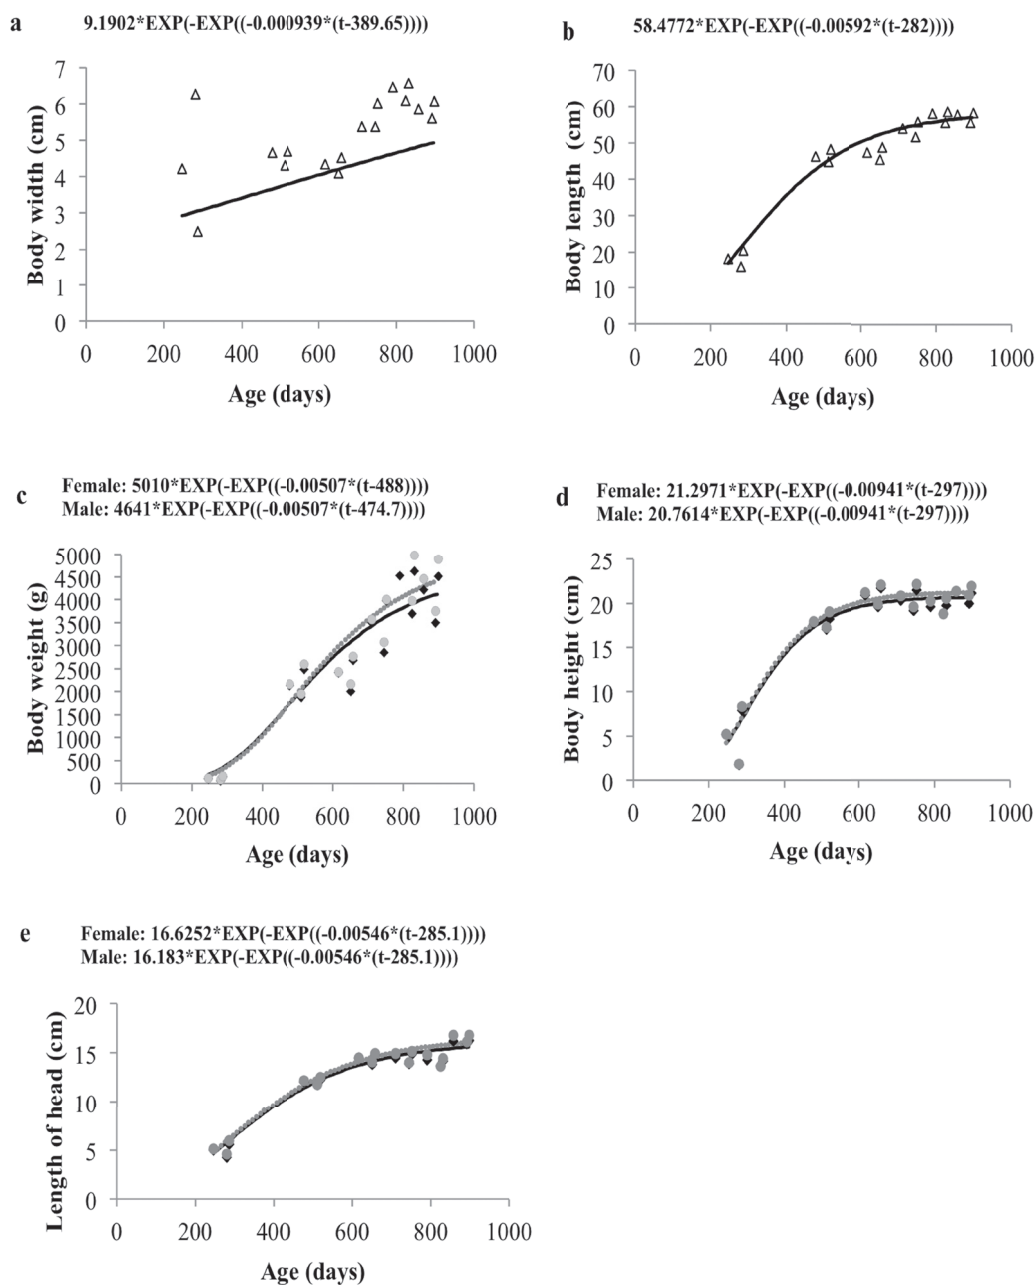 a
9.1902*EXP(-EXP((-0.000939*(t-389.65))))
7
6
5
4
3
2
1
0
Body width (cm)
0 200 400 600 800 1000
Age (days)
b
58.4772*EXP(-EXP((-0.00592*(t-282))))
70
60
50
40
30
20
10
0
Body length (cm)
0 200 400 600 800 1000
Age (days)
c
Female: 5010*EXP(-EXP((-0.00507*(t-488))))
Male: 4641*EXP(-EXP((-0.00507*(t-474.7))))
5000
4500
4000
3500
3000
2500
2000
1500
1000
500
0
Body weight (g)
0 200 400 600 800 1000
Age (days)
d
Female: 21.2971*EXP(-EXP((-0.00941*(t-297))))
Male: 20.7614*EXP(-EXP((-0.00941*(t-297))))
25
20
15
10
5
0
Body height (cm)
0 200 400 600 800 1000
Age (days)
e
Female: 16.6252*EXP(-EXP((-0.00546*(t-285.1))))
Male: 16.183*EXP(-EXP((-0.00546*(t-285.1))))
20
15
10
5
0
Length of head (cm)
0 200 400 600 800 1000
Age (days)